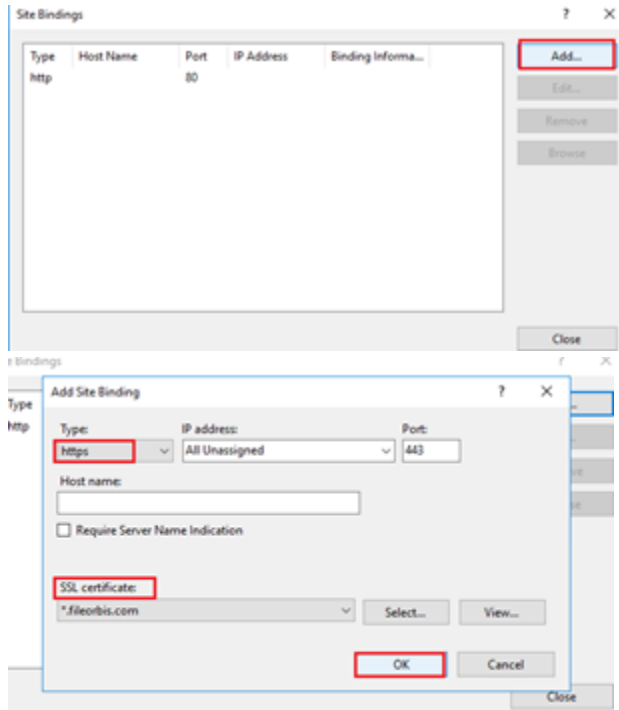 Site Bindings ? ×
Type Host Name Port IP Address Binding Informa...
http 80
Add...
Edit...
Remove
Browse
Close
Bindings
Type
http
Add Site Binding ? ×
Type: IP address: Port:
https All Unassigned 443
Host name:
Require Server Name Indication
SSL certificate:
*.fileorbis.com Select... View...
OK Cancel
Close